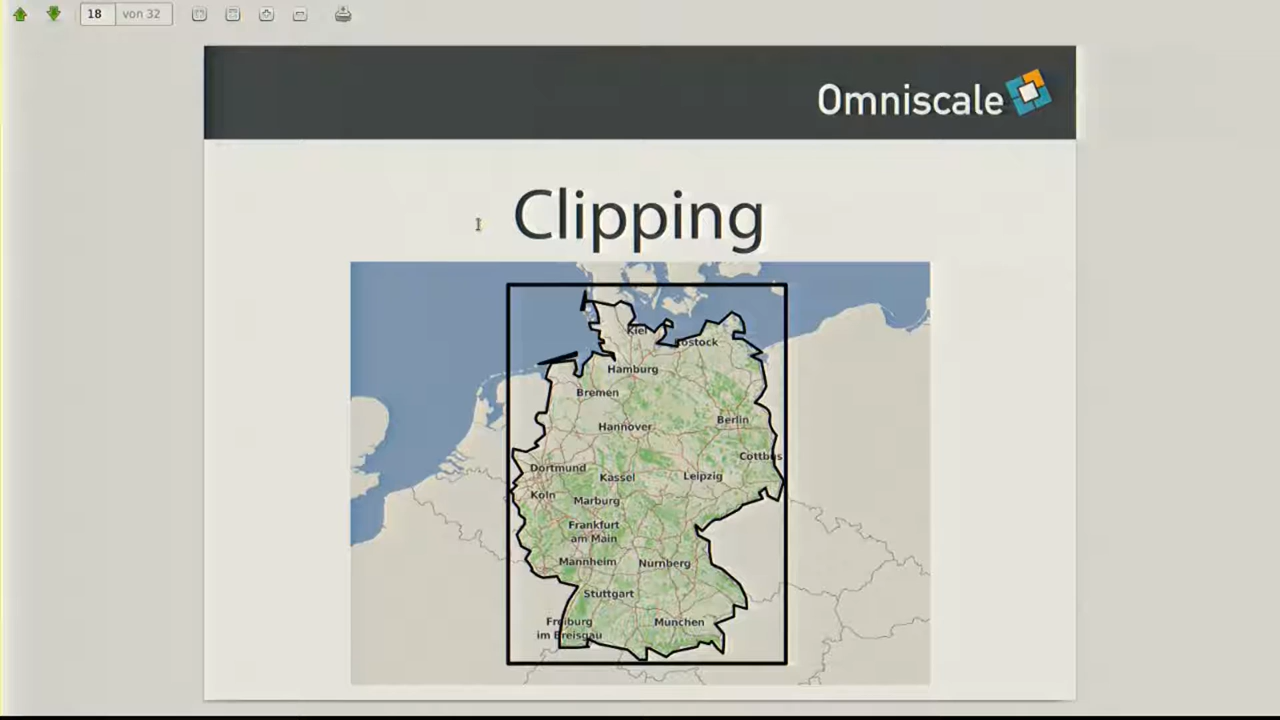 18 von 32
Omniscale
Clipping
Kiel
ostock
Hamburg
Bremen
Berlin
Hannover
Cottbus
Dortmund
Kassel
Leipzig
Köln
Marburg
Frankfurt
am Main
Mannheim
Nürnberg
Stuttgart
Freiburg
im Breisgau
München